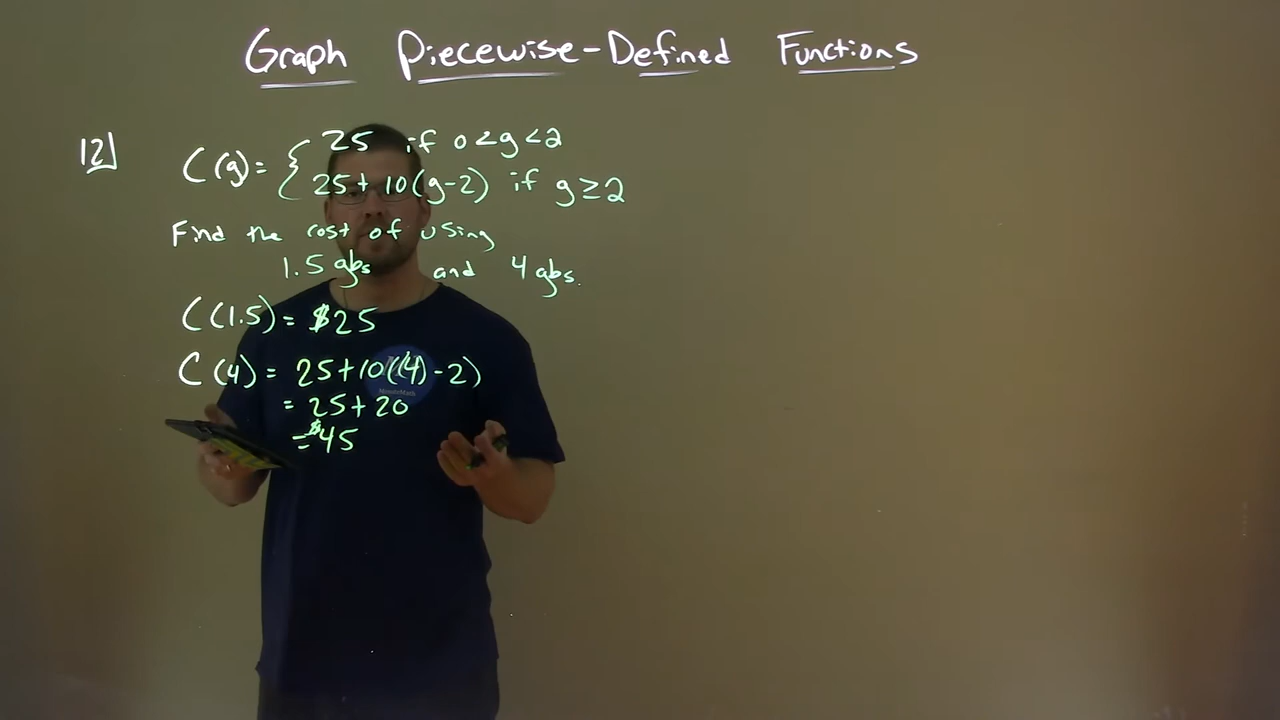 Graph Piecewise-Defined Functions
12]
C(g) = { 25 if 0<g<2
25+10(g-2) if g≥2
Find the cost of using
1.5 gbs and 4 gbs.
C(1.5) = $25
C(4) = 25+10((4)-2)
= 25+20
= $45
MinuteMath